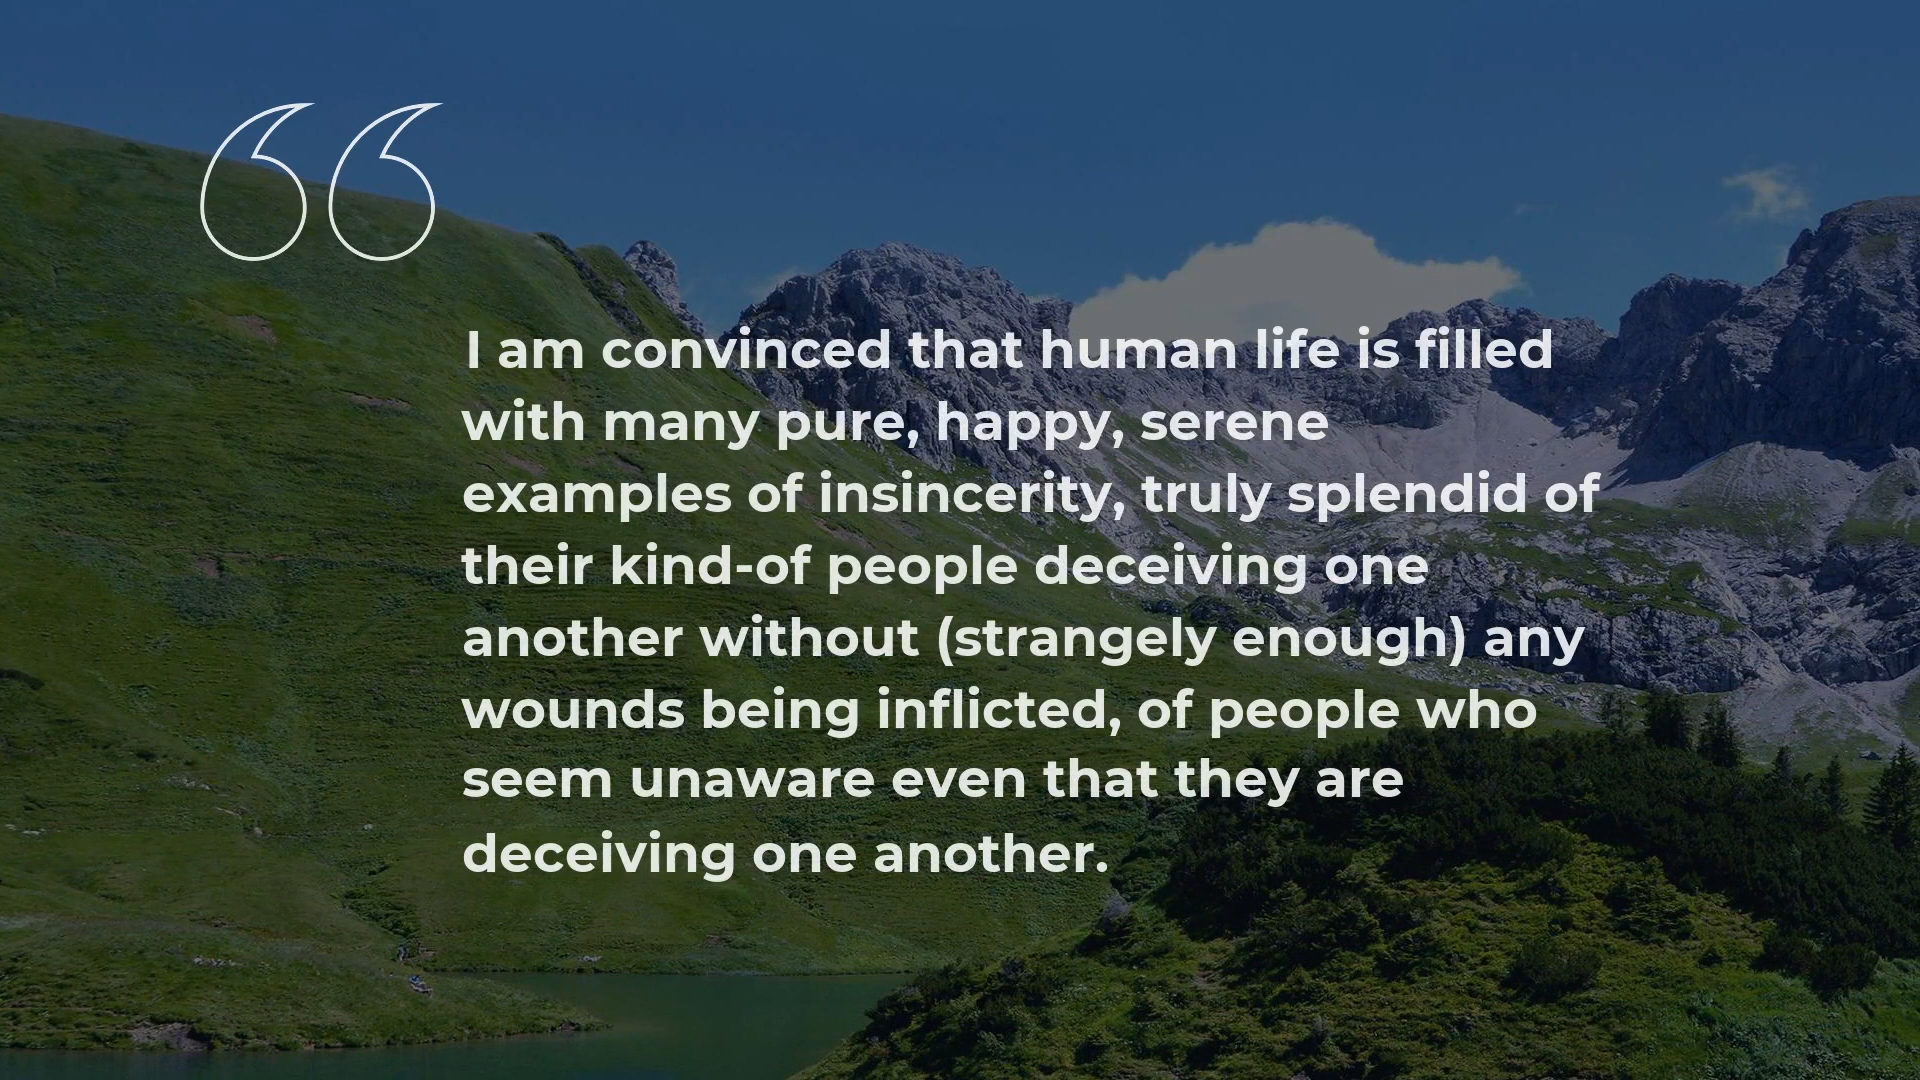 I am convinced that human life is filled
with many pure, happy, serene
examples of insincerity, truly splendid of
their kind-of people deceiving one
another without (strangely enough) any
wounds being inflicted, of people who
seem unaware even that they are
deceiving one another.